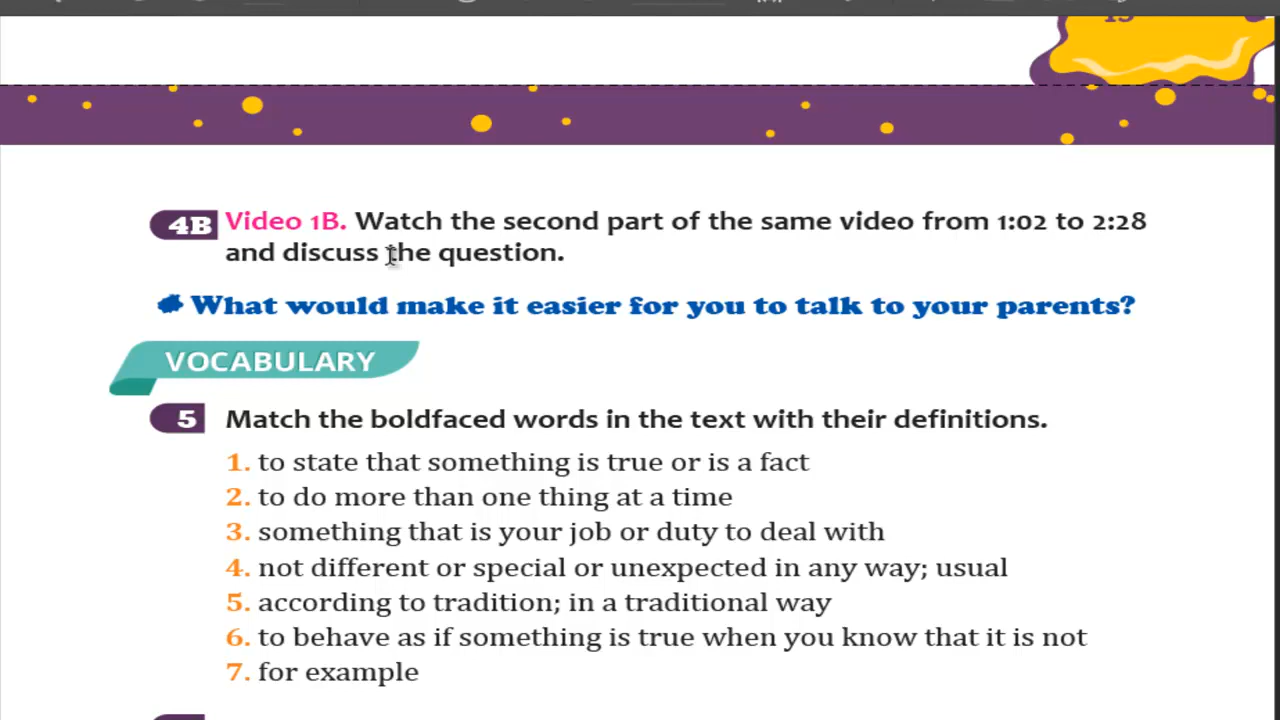 4B Video 1B. Watch the second part of the same video from 1:02 to 2:28
and discuss the question.
What would make it easier for you to talk to your parents?
VOCABULARY
5 Match the boldfaced words in the text with their definitions.
1. to state that something is true or is a fact
2. to do more than one thing at a time
3. something that is your job or duty to deal with
4. not different or special or unexpected in any way; usual
5. according to tradition; in a traditional way
6. to behave as if something is true when you know that it is not
7. for example